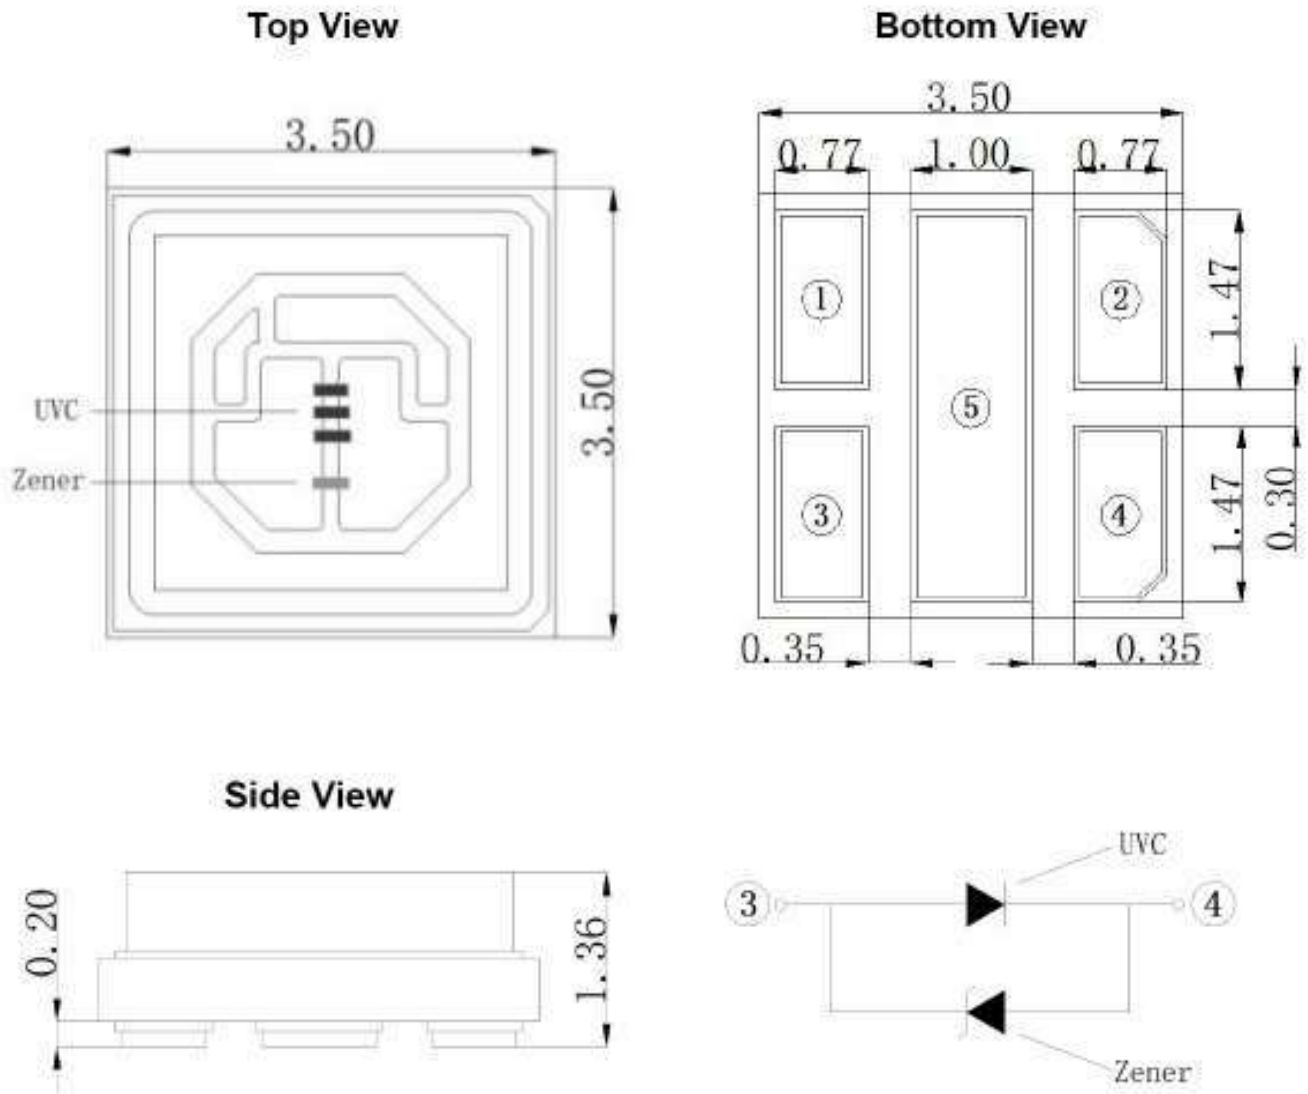 Top View
Bottom View
3.50
3.50
0.77 1.00 0.77
3.50
1.47
① ②
UVC
⑤
Zener
1.47
0.30
③ ④
0.35 0.35
Side View
0.20
1.36
UVC
③ ④
Zener